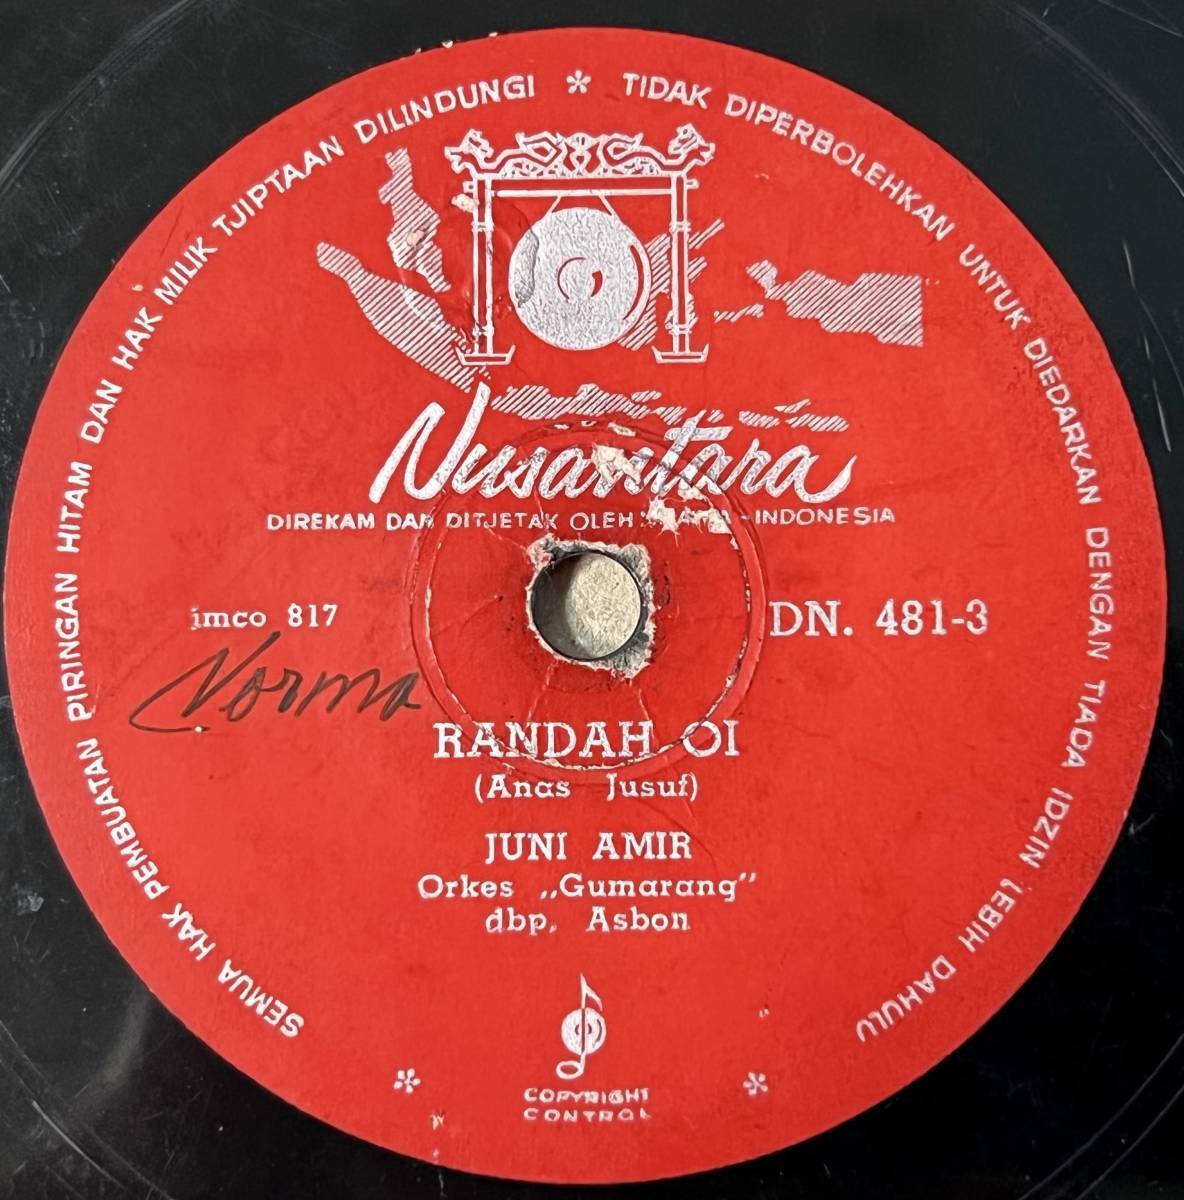 SEMUA HAK PEMBUATAN PIRINGAN HITAM DAN HAK MILIK TJIPTAAN DILINDUNGI * TIDAK DIPERBOLEHKAN UNTUK DIEDARKAN DENGAN TIADA IDZIN LEBIH DAHULU
Nusantara
DIREKAM DAN DITJETAK OLEH - INDONESIA
imco 817
DN. 481-3
Norma
RANDAH OI
(Anas Jusuf)
JUNI AMIR
Orkes „Gumarang"
dbp. Asbon
COPYRIGHT
CONTROL